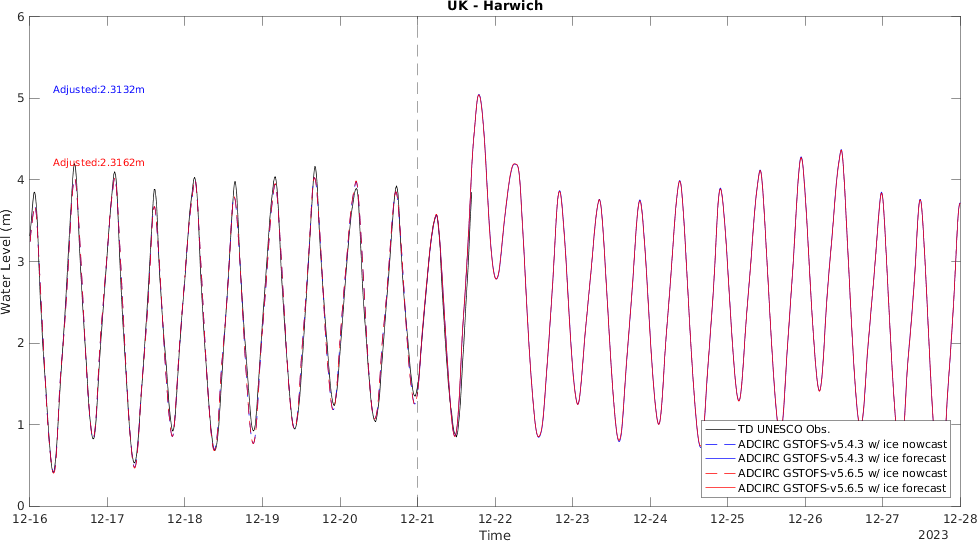 UK - Harwich
6
5
4
3
2
1
0
Water Level (m)
Adjusted:2.3132m
Adjusted:2.3162m
TD UNESCO Obs.
ADCIRC GSTOFS-v5.4.3 w/ ice nowcast
ADCIRC GSTOFS-v5.4.3 w/ ice forecast
ADCIRC GSTOFS-v5.6.5 w/ ice nowcast
ADCIRC GSTOFS-v5.6.5 w/ ice forecast
12-16 12-17 12-18 12-19 12-20 12-21 12-22 12-23 12-24 12-25 12-26 12-27 12-28
Time
2023